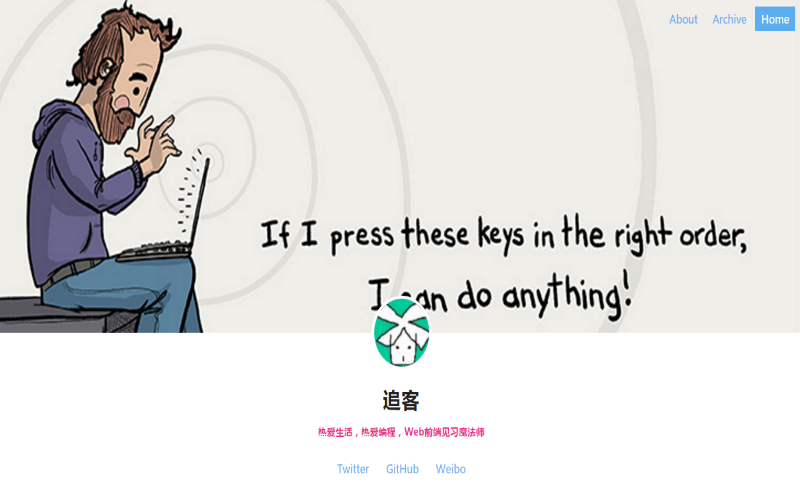 About Archive Home
If I press these keys in the right order,
I can do anything!
追客
热爱生活，热爱编程，Web前端见习魔法师
Twitter GitHub Weibo